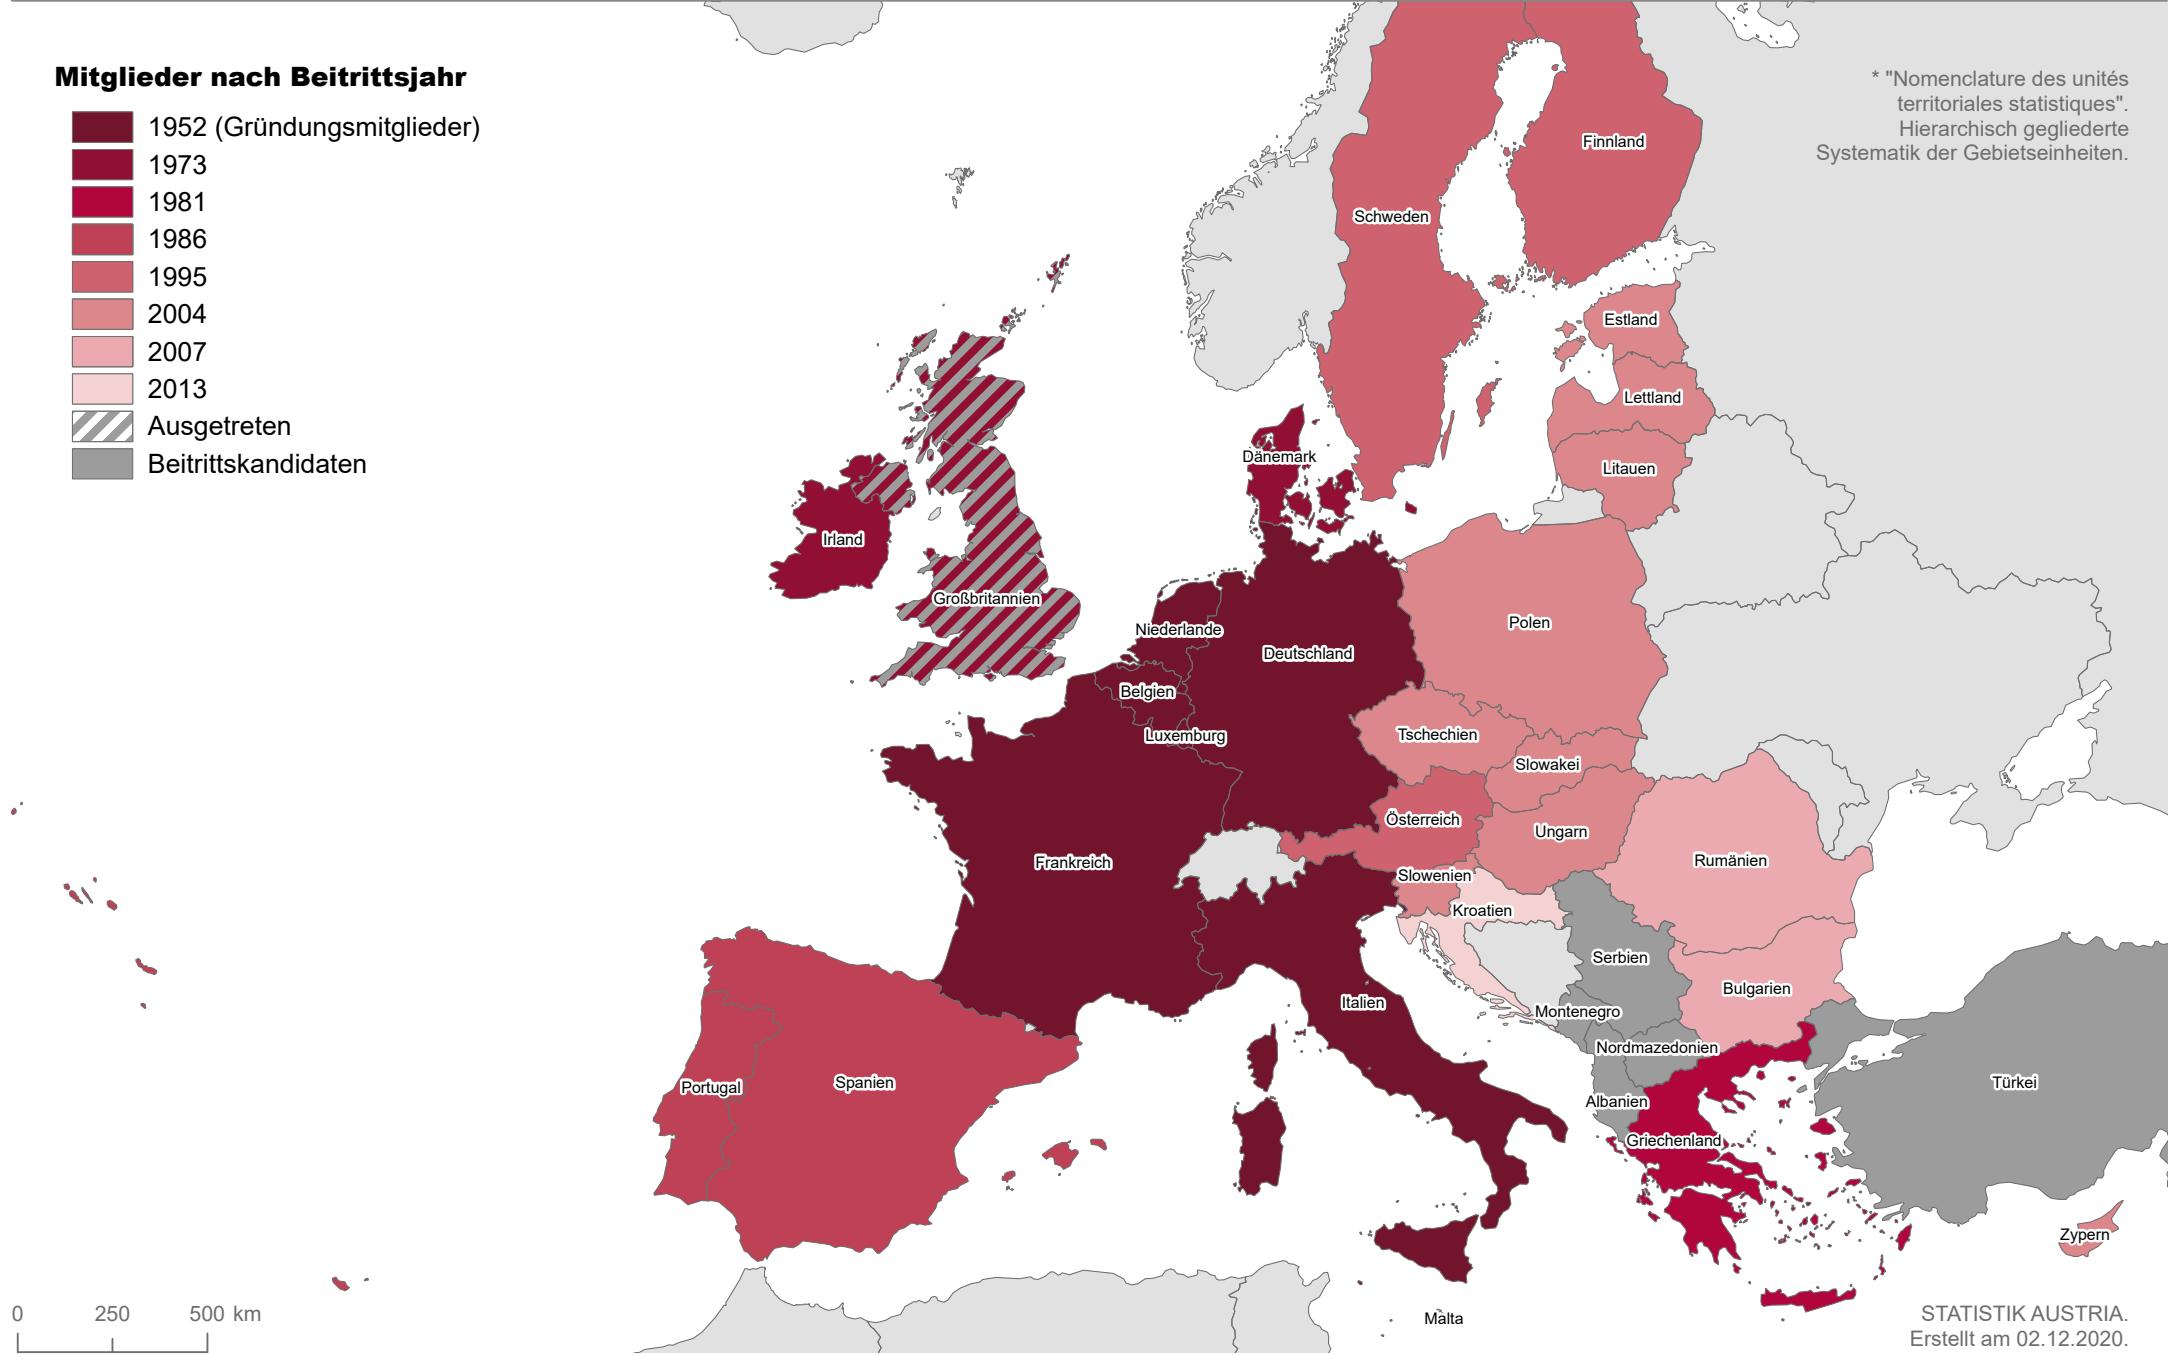 Mitglieder nach Beitrittsjahr
1952 (Gründungsmitglieder)
1973
1981
1986
1995
2004
2007
2013
Ausgetreten
Beitrittskandidaten
* "Nomenclature des unités
territoriales statistiques".
Hierarchisch gegliederte
Systematik der Gebietseinheiten.
Finnland
Schweden
Estland
Lettland
Dänemark
Litauen
Irland
Großbritannien
Niederlande
Polen
Deutschland
Belgien
Luxemburg
Tschechien
Slowakei
Österreich
Ungarn
Frankreich
Rumänien
Slowenien
Kroatien
Serbien
Bulgarien
Italien
Montenegro
Nordmazedonien
Portugal
Spanien
Türkei
Albanien
Griechenland
Zypern
Malta
0 250 500 km
STATISTIK AUSTRIA.
Erstellt am 02.12.2020.